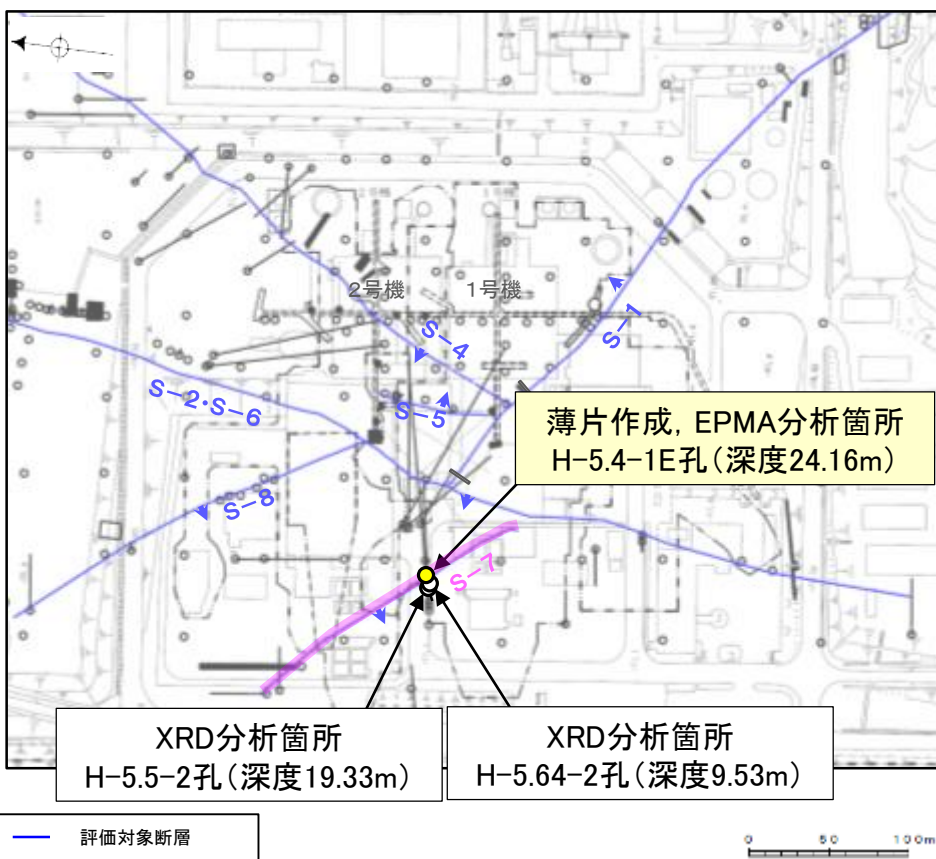 2号機
1号機
S-4
S-1
S-2・S-6
S-5
S-8
S-7
薄片作成, EPMA分析箇所
H-5.4-1E孔(深度24.16m)
XRD分析箇所
H-5.5-2孔(深度19.33m)
XRD分析箇所
H-5.64-2孔(深度9.53m)
評価対象断層
0 50 100m